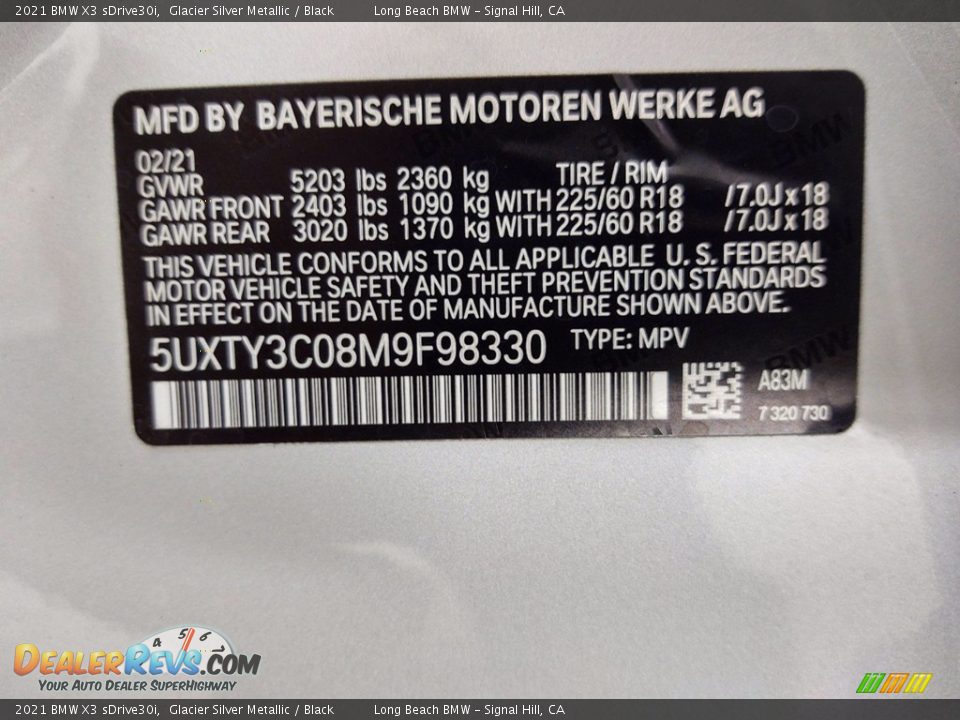 2021 BMW X3 sDrive30i, Glacier Silver Metallic / Black Long Beach BMW - Signal Hill, CA
MFD BY BAYERISCHE MOTOREN WERKE AG
02/21
GVWR 5203 lbs 2360 kg TIRE / RIM
GAWR FRONT 2403 lbs 1090 kg WITH 225/60 R18 / 7.0J x 18
GAWR REAR 3020 lbs 1370 kg WITH 225/60 R18 / 7.0J x 18
THIS VEHICLE CONFORMS TO ALL APPLICABLE U. S. FEDERAL
MOTOR VEHICLE SAFETY AND THEFT PREVENTION STANDARDS
IN EFFECT ON THE DATE OF MANUFACTURE SHOWN ABOVE.
5UXTY3C08M9F98330 TYPE: MPV
A83M
7 320 730
4 5 6
DealerRevs.com
Your Auto Dealer SuperHighway
2021 BMW X3 sDrive30i, Glacier Silver Metallic / Black Long Beach BMW - Signal Hill, CA